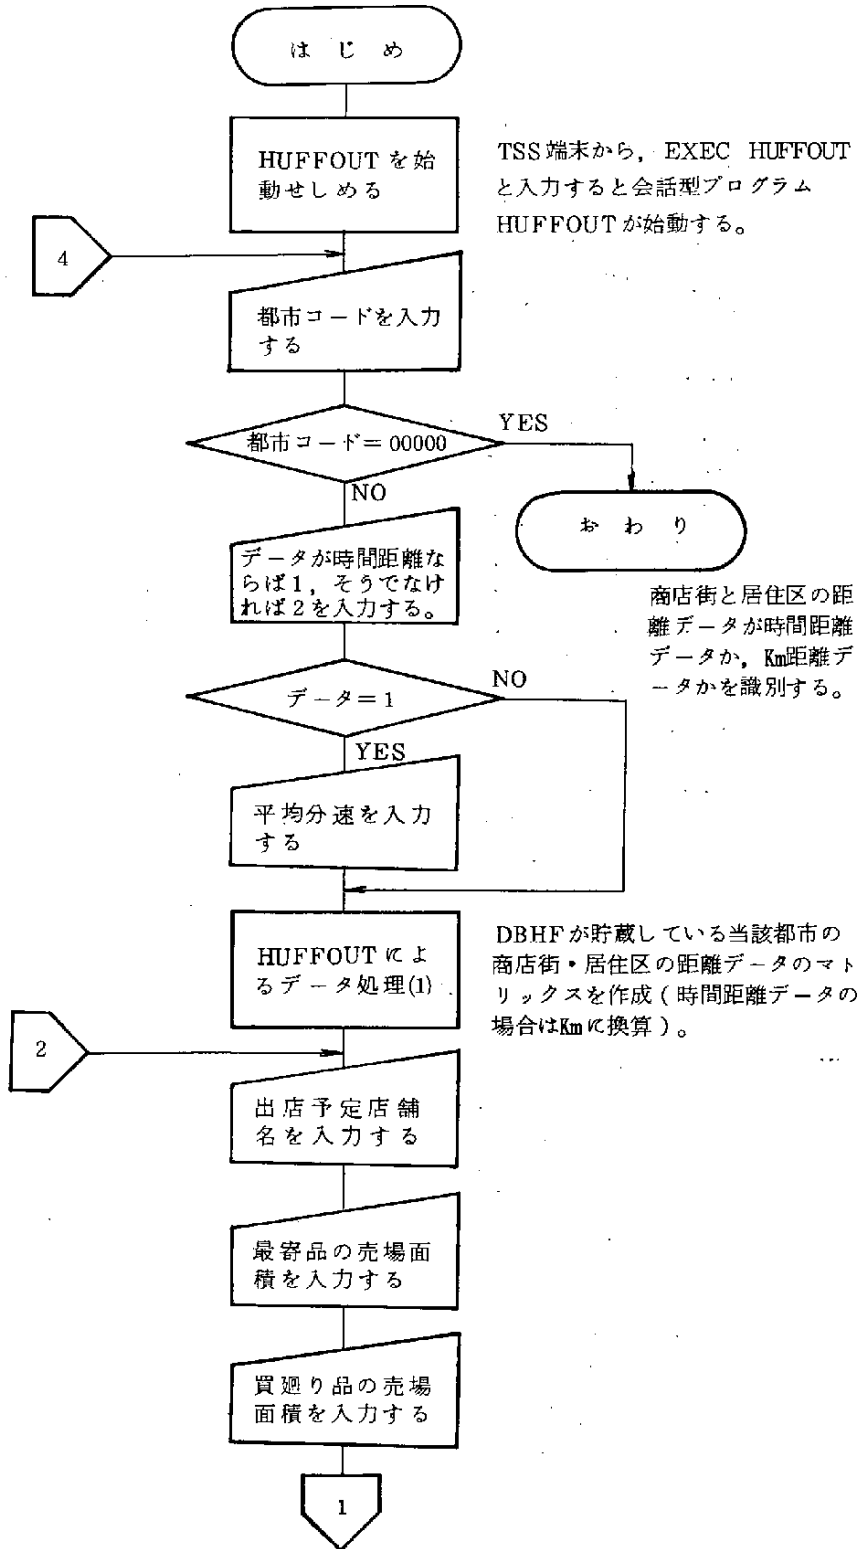 はじめ
HUFFOUTを始
動せしめる
TSS端末から，EXEC HUFFOUT
と入力すると会話型プログラム
HUFFOUTが始動する。
4
都市コードを入力
する
都市コード＝00000
YES
NO
おわり
データが時間距離な
らば1，そうでなけ
れば2を入力する。
商店街と居住区の距
離データが時間距離
データか，Km距離デ
ータかを識別する。
データ＝1
NO
YES
平均分速を入力
する
HUFFOUTによ
るデータ処理(1)
DBHFが貯蔵している当該都市の
商店街・居住区の距離データのマト
リックスを作成（時間距離データの
場合はKmに換算）。
2
出店予定店舗
名を入力する
最寄品の売場面
積を入力する
買廻り品の売場
面積を入力する
1